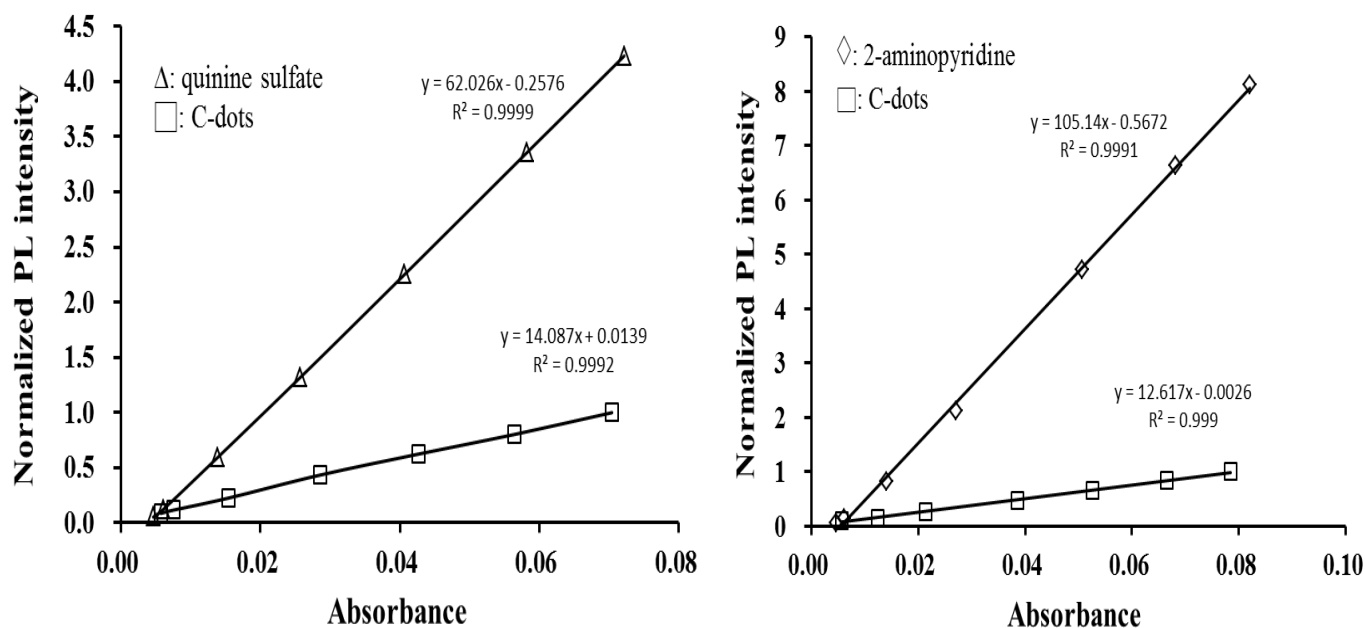 Normalized PL intensity
4.5
4.0
3.5
3.0
2.5
2.0
1.5
1.0
0.5
0.0
Δ: quinine sulfate
□: C-dots
y = 62.026x - 0.2576
R² = 0.9999
y = 14.087x + 0.0139
R² = 0.9992
0.00 0.02 0.04 0.06 0.08
Absorbance
Normalized PL intensity
9
8
7
6
5
4
3
2
1
0
◇: 2-aminopyridine
□: C-dots
y = 105.14x - 0.5672
R² = 0.9991
y = 12.617x - 0.0026
R² = 0.999
0.00 0.02 0.04 0.06 0.08 0.10
Absorbance